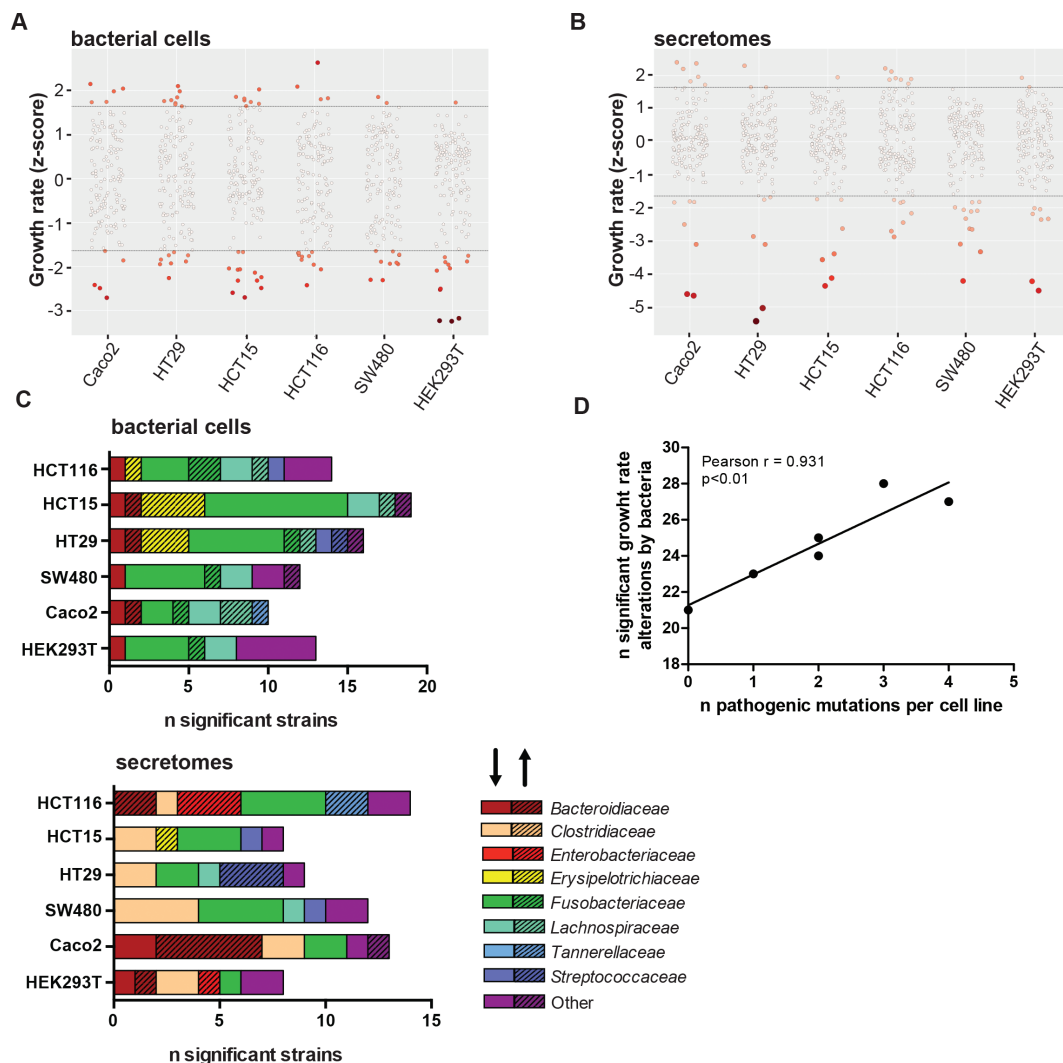 A
bacterial cells
Growth rate (z-score)
2
1
0
-1
-2
-3
Caco2
HT29
HCT15
HCT116
SW480
HEK293T
B
secretomes
Growth rate (z-score)
2
1
0
-1
-2
-3
-4
-5
Caco2
HT29
HCT15
HCT116
SW480
HEK293T
C
bacterial cells
HCT116
HCT15
HT29
SW480
Caco2
HEK293T
0 5 10 15 20
n significant strains
secretomes
HCT116
HCT15
HT29
SW480
Caco2
HEK293T
0 5 10 15
n significant strains
Bacteroidiaceae
Clostridiaceae
Enterobacteriaceae
Erysipelotrichiaceae
Fusobacteriaceae
Lachnospiraceae
Tannerellaceae
Streptococcaceae
Other
D
n significant growht rate
alterations by bacteria
30
28
26
24
22
20
18
Pearson r = 0.931
p<0.01
0 1 2 3 4 5
n pathogenic mutations per cell line